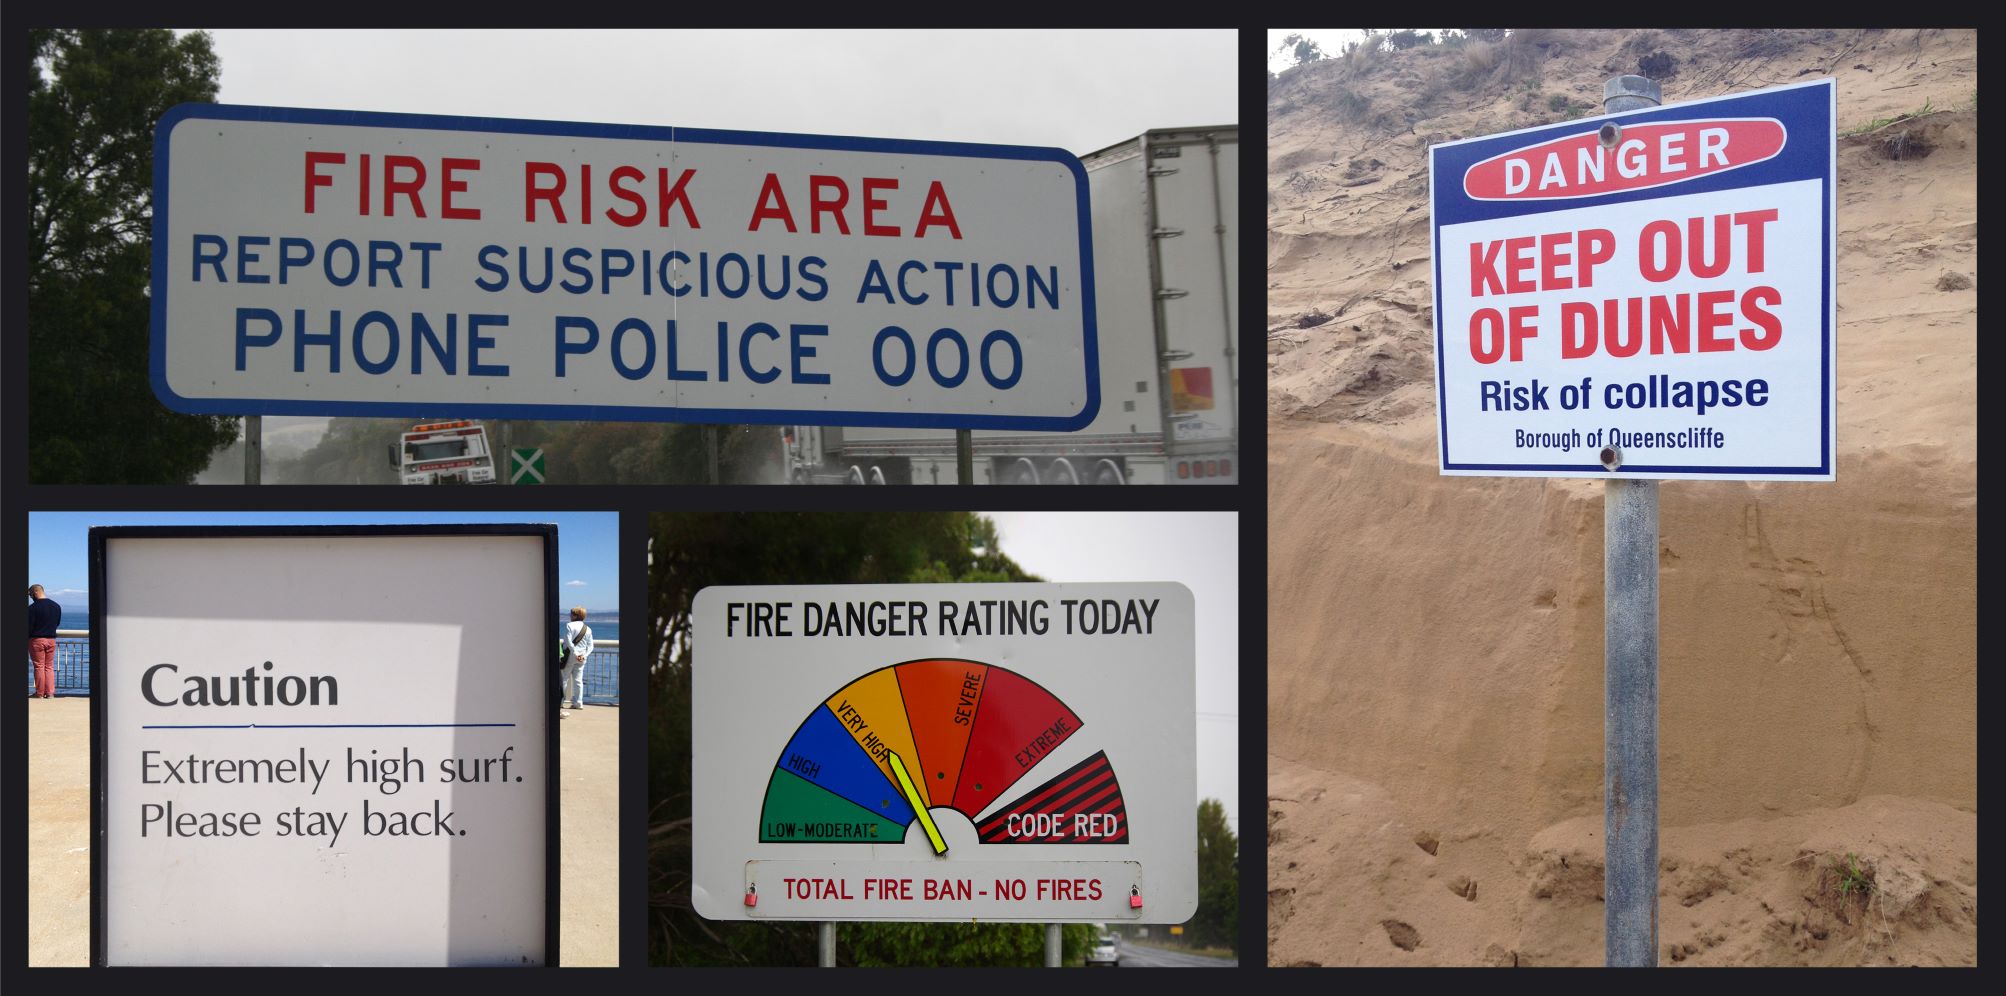 FIRE RISK AREA
REPORT SUSPICIOUS ACTION
PHONE POLICE 000
DANGER
KEEP OUT
OF DUNES
Risk of collapse
Borough of Queenscliffe
Caution
Extremely high surf.
Please stay back.
FIRE DANGER RATING TODAY
LOW-MODERATE
HIGH
VERY HIGH
SEVERE
EXTREME
CODE RED
TOTAL FIRE BAN - NO FIRES